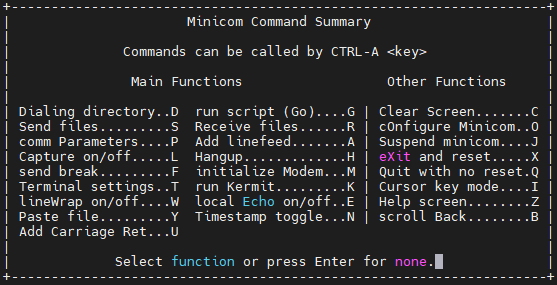 Minicom Command Summary
Commands can be called by CTRL-A <key>
Main Functions Other Functions
Dialing directory..D run script (Go)....G | Clear Screen.......C
Send files.........S Receive files......R | cOnfigure Minicom..O
comm Parameters....P Add linefeed.......A | Suspend minicom....J
Capture on/off.....L Hangup.............H | eXit and reset.....X
send break.........F initialize Modem...M | Quit with no reset.Q
Terminal settings..T run Kermit.........K | Cursor key mode....I
lineWrap on/off....W local Echo on/off..E | Help screen........Z
Paste file.........Y Timestamp toggle...N | scroll Back........B
Add Carriage Ret...U
Select function or press Enter for none.